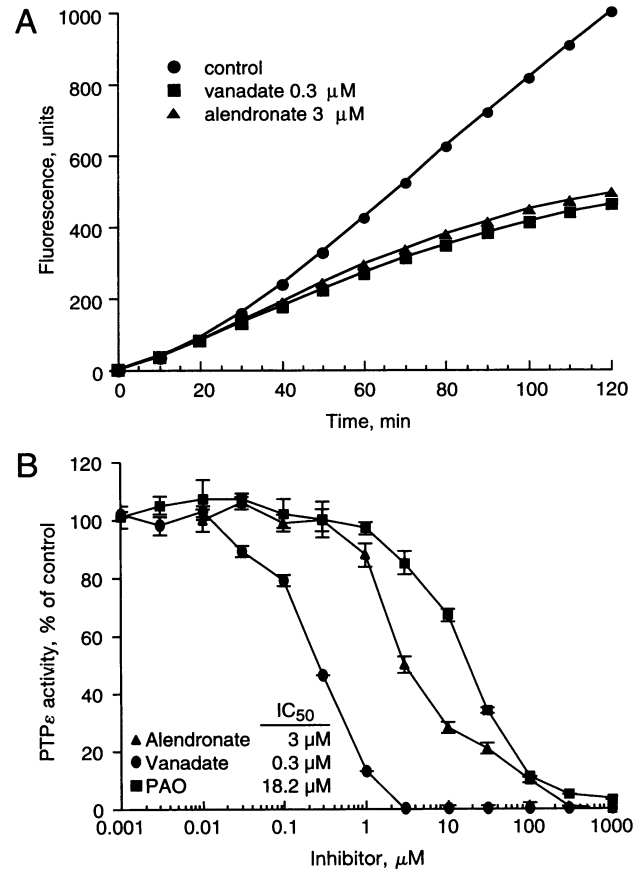 A
1000
800
600
400
200
0
Fluorescence, units
control
vanadate 0.3 μM
alendronate 3 μM
0 20 40 60 80 100 120
Time, min
B
120
100
80
60
40
20
0
PTPε activity, % of control
IC50
Alendronate 3 μM
Vanadate 0.3 μM
PAO 18.2 μM
0.001 0.01 0.1 1 10 100 1000
Inhibitor, μM